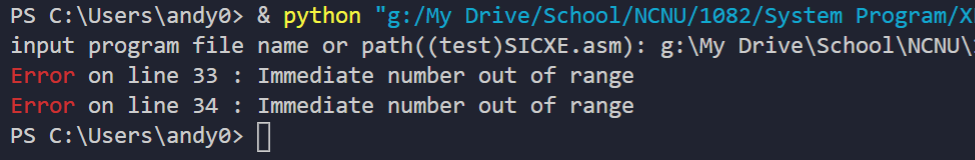 PS C:\Users\andy0> & python "g:/My Drive/School/NCNU/1082/System Program/X
input program file name or path((test)SICXE.asm): g:\My Drive\School\NCNU\
Error on line 33 : Immediate number out of range
Error on line 34 : Immediate number out of range
PS C:\Users\andy0>